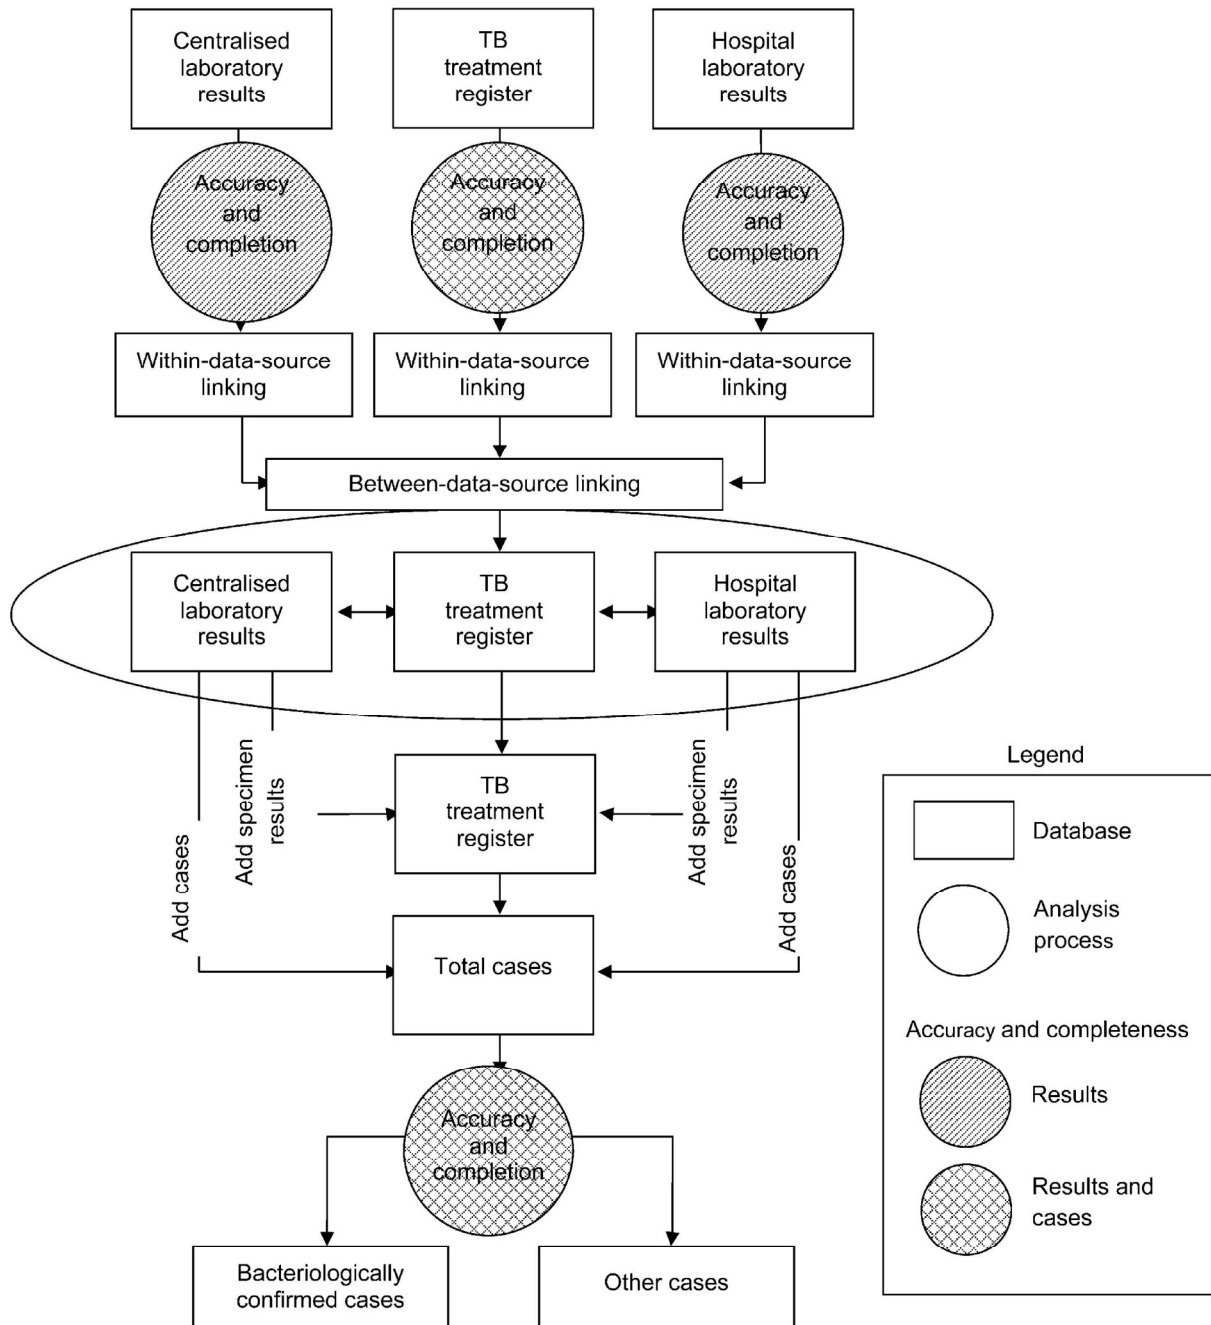 Centralised
laboratory
results
TB
treatment
register
Hospital
laboratory
results
Accuracy
and
completion
Accuracy
and
completion
Accuracy
and
completion
Within-data-source
linking
Within-data-source
linking
Within-data-source
linking
Between-data-source linking
Centralised
laboratory
results
TB
treatment
register
Hospital
laboratory
results
Add cases
Add specimen
results
TB
treatment
register
Add specimen
results
Add cases
Total cases
Accuracy
and
completion
Bacteriologically
confirmed cases
Other cases
Legend
Database
Analysis
process
Accuracy and completeness
Results
Results and
cases